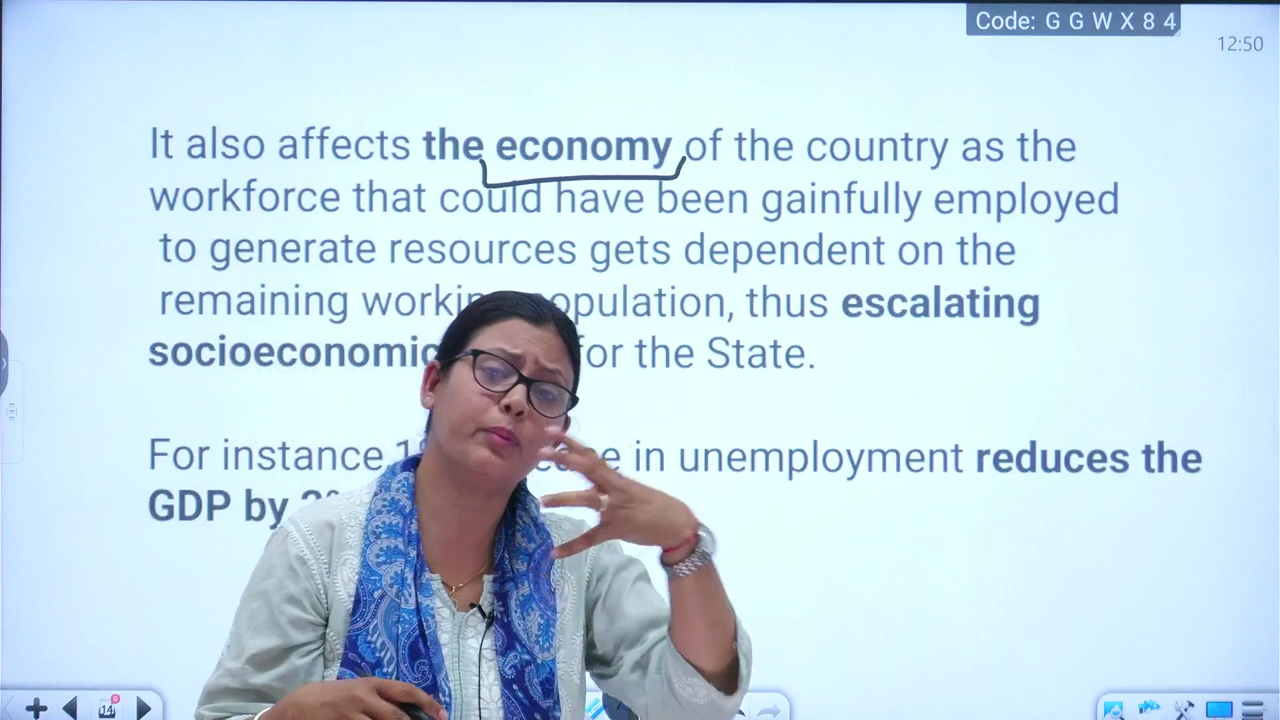 Code: G G W X 8 4
12:50
It also affects the economy of the country as the
workforce that could have been gainfully employed
to generate resources gets dependent on the
remaining population, thus escalating
socioeconomic for the State.
For instance in unemployment reduces the
GDP by
14